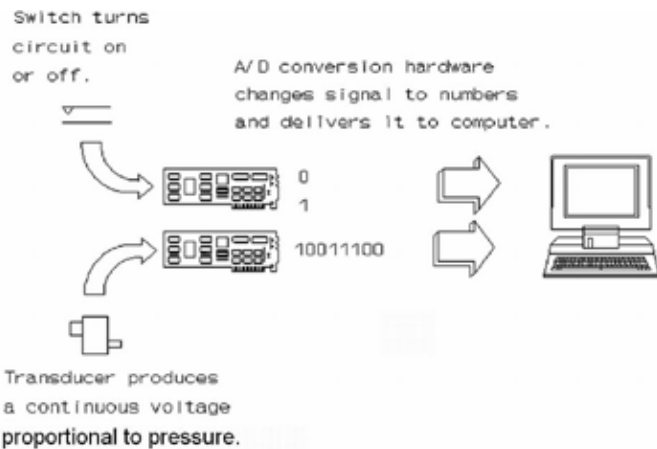 Switch turns
circuit on
or off.
A/D conversion hardware
changes signal to numbers
and delivers it to computer.
0
1
10011100
Transducer produces
a continuous voltage
proportional to pressure.